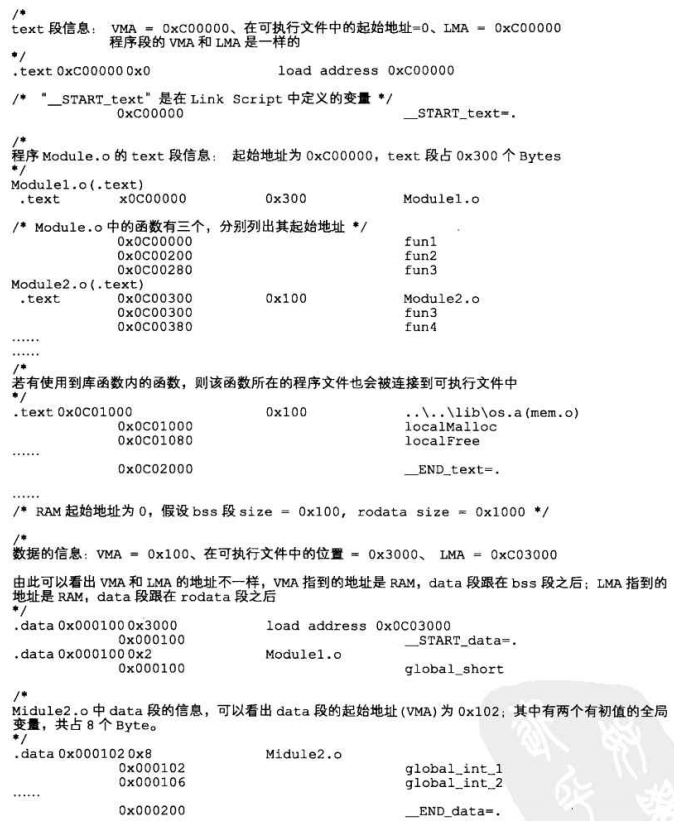 /*
text 段信息: VMA = 0xC00000、在可执行文件中的起始地址=0、LMA = 0xC00000
程序段的 VMA 和 LMA 是一样的
*/
.text 0xC00000 0x0 load address 0xC00000
/* "__START_text" 是在 Link Script 中定义的变量 */
0xC00000 __START_text=.
/*
程序 Module.o 的 text 段信息: 起始地址为 0xC00000, text 段占 0x300 个 Bytes
*/
Module1.o(.text)
.text x0C00000 0x300 Module1.o
/* Module.o 中的函数有三个, 分别列出其起始地址 */
0x0C00000 fun1
0x0C00200 fun2
0x0C00280 fun3
Module2.o(.text)
.text 0x0C00300 0x100 Module2.o
0x0C00300 fun3
0x0C00380 fun4
……
……
/*
若有使用到库函数内的函数, 则该函数所在的程序文件也会被连接到可执行文件中
*/
.text 0x0C01000 0x100 ..\..\lib\os.a(mem.o)
0x0C01000 localMalloc
0x0C01080 localFree
……
0x0C02000 __END_text=.
……
/* RAM 起始地址为 0, 假设 bss 段 size = 0x100, rodata size = 0x1000 */
/*
数据的信息: VMA = 0x100、在可执行文件中的位置 = 0x3000、 LMA = 0xC03000
由此可以看出 VMA 和 LMA 的地址不一样, VMA 指到的地址是 RAM, data 段跟在 bss 段之后; LMA 指到的
地址是 RAM, data 段跟在 rodata 段之后
*/
.data 0x000100 0x3000 load address 0x0C03000
0x000100 __START_data=.
.data 0x000100 0x2 Module1.o
0x000100 global_short
/*
Midule2.o 中 data 段的信息, 可以看出 data 段的起始地址(VMA)为 0x102; 其中有两个有初值的全局
变量, 共占 8 个 Byte。
*/
.data 0x000102 0x8 Midule2.o
0x000102 global_int_1
0x000106 global_int_2
……
0x000200 __END_data=.